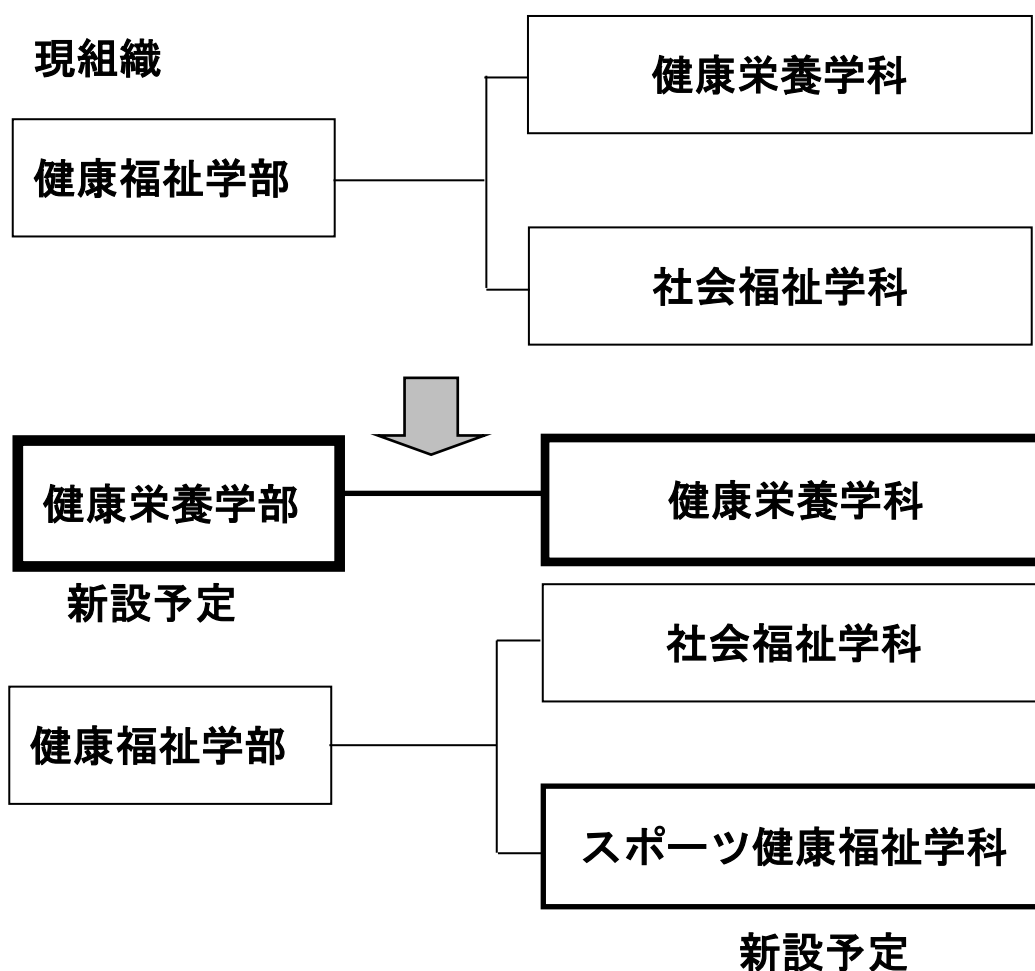 現組織
健康福祉学部
健康栄養学科
社会福祉学科
健康栄養学部
健康栄養学科
新設予定
社会福祉学科
健康福祉学部
スポーツ健康福祉学科
新設予定